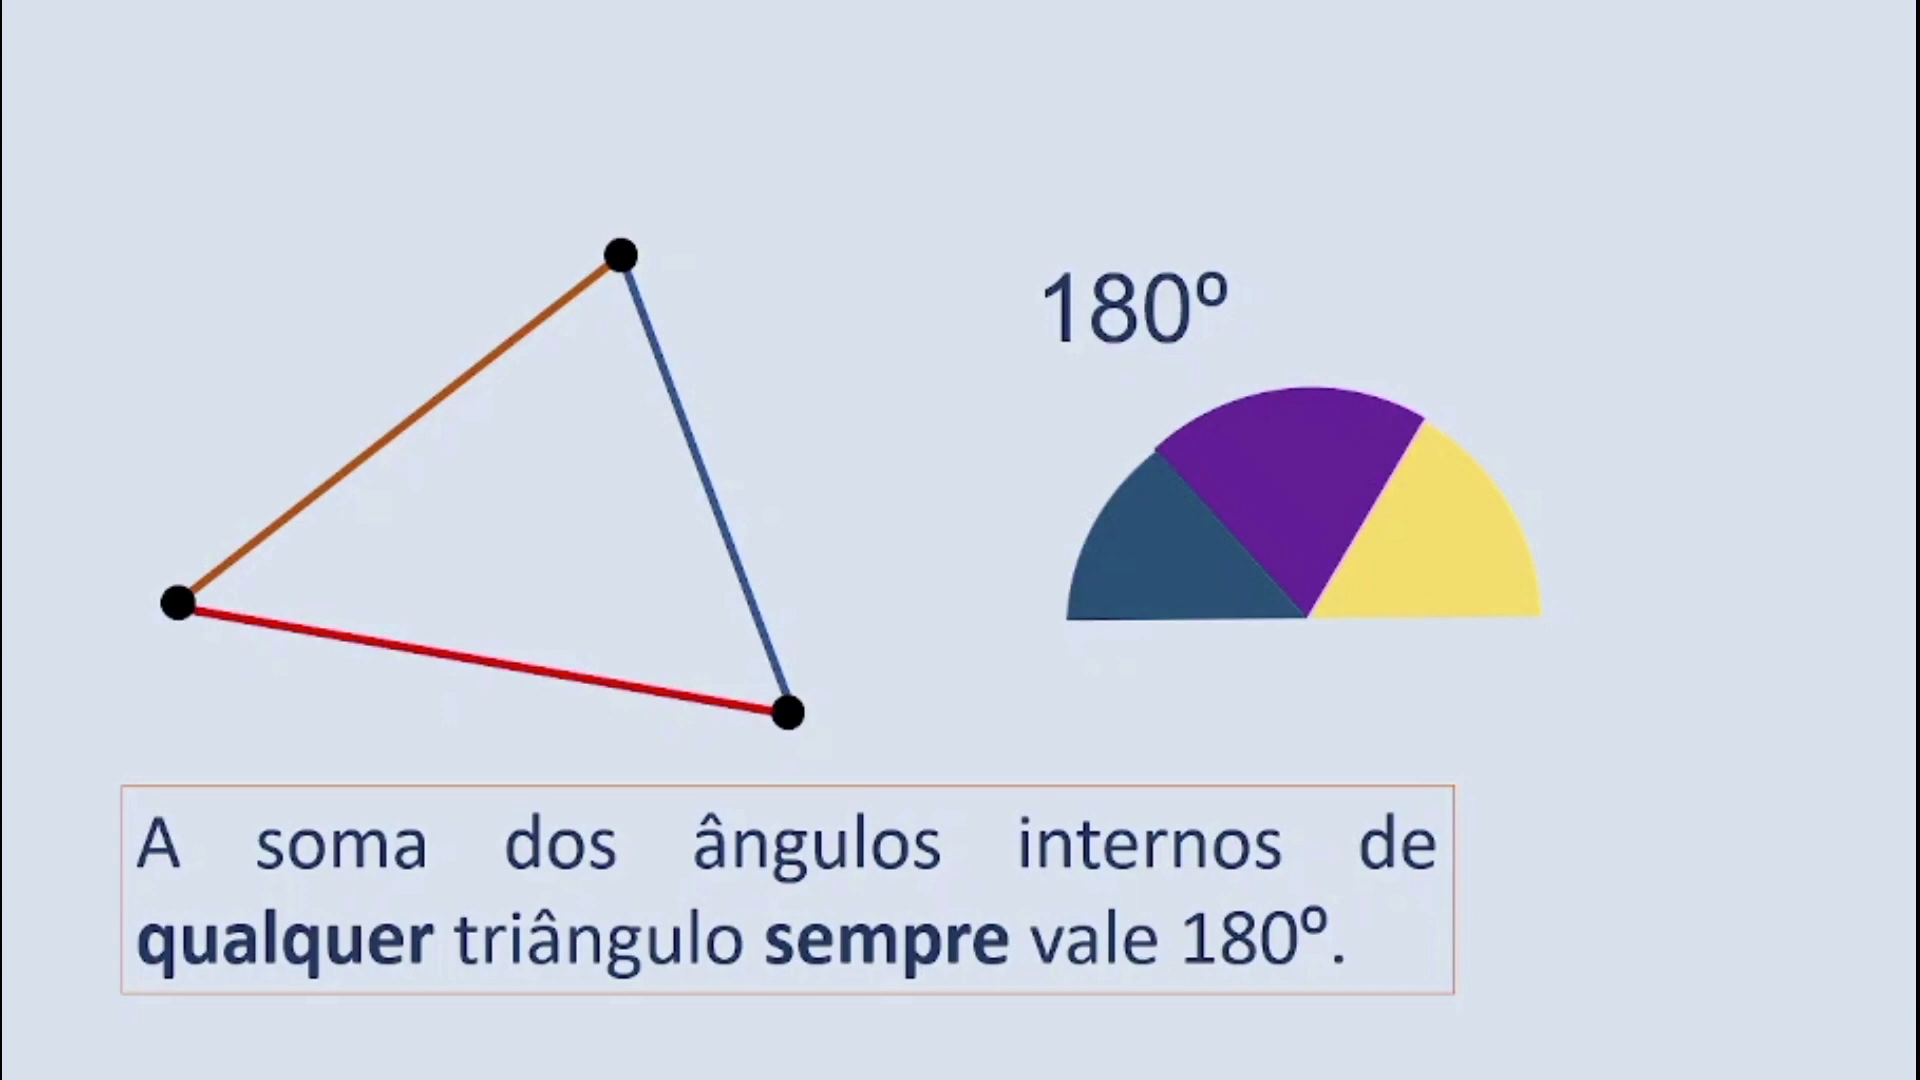 180º
A soma dos ângulos internos de
qualquer triângulo sempre vale 180º.